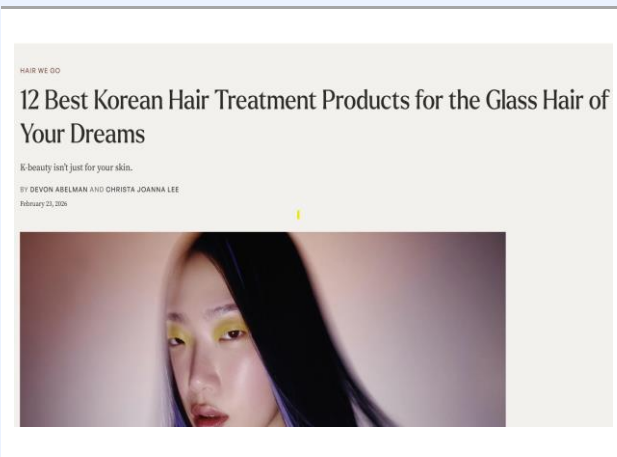 HAIR WE GO
12 Best Korean Hair Treatment Products for the Glass Hair of
Your Dreams
K-beauty isn't just for your skin.
BY DEVON ABELMAN AND CHRISTA JOANNA LEE
February 23, 2026